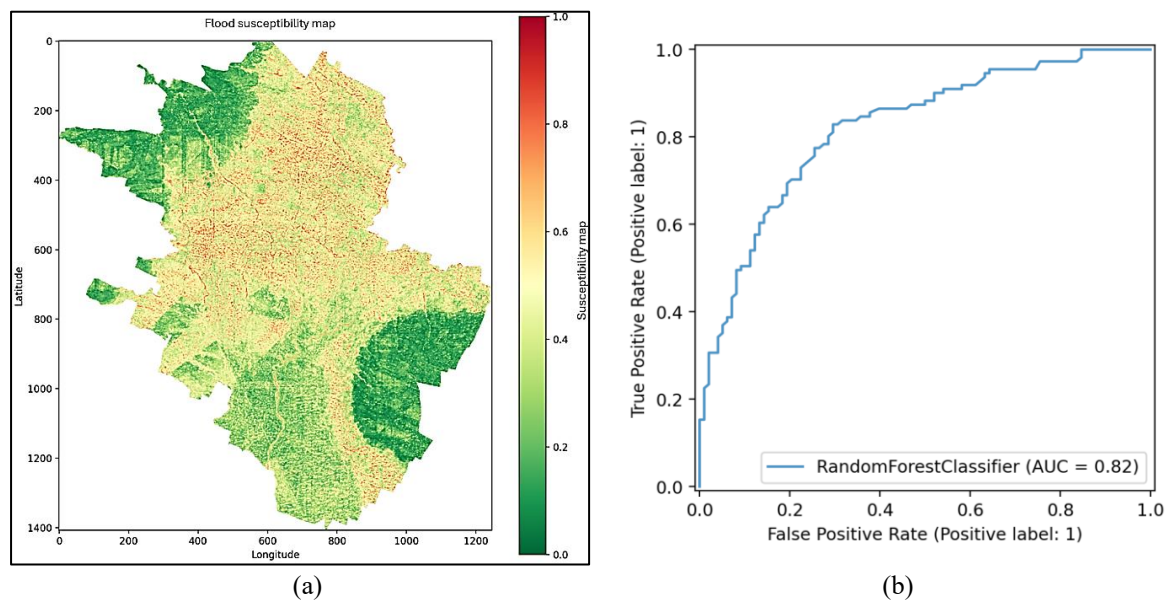 Flood susceptibility map
0
200
400
600
800
1000
1200
1400
Latitude
0 200 400 600 800 1000 1200
Longitude
1.0
0.8
0.6
0.4
0.2
0.0
Susceptibility map
(a)
1.0
0.8
0.6
0.4
0.2
0.0
True Positive Rate (Positive label: 1)
RandomForestClassifier (AUC = 0.82)
0.0 0.2 0.4 0.6 0.8 1.0
False Positive Rate (Positive label: 1)
(b)